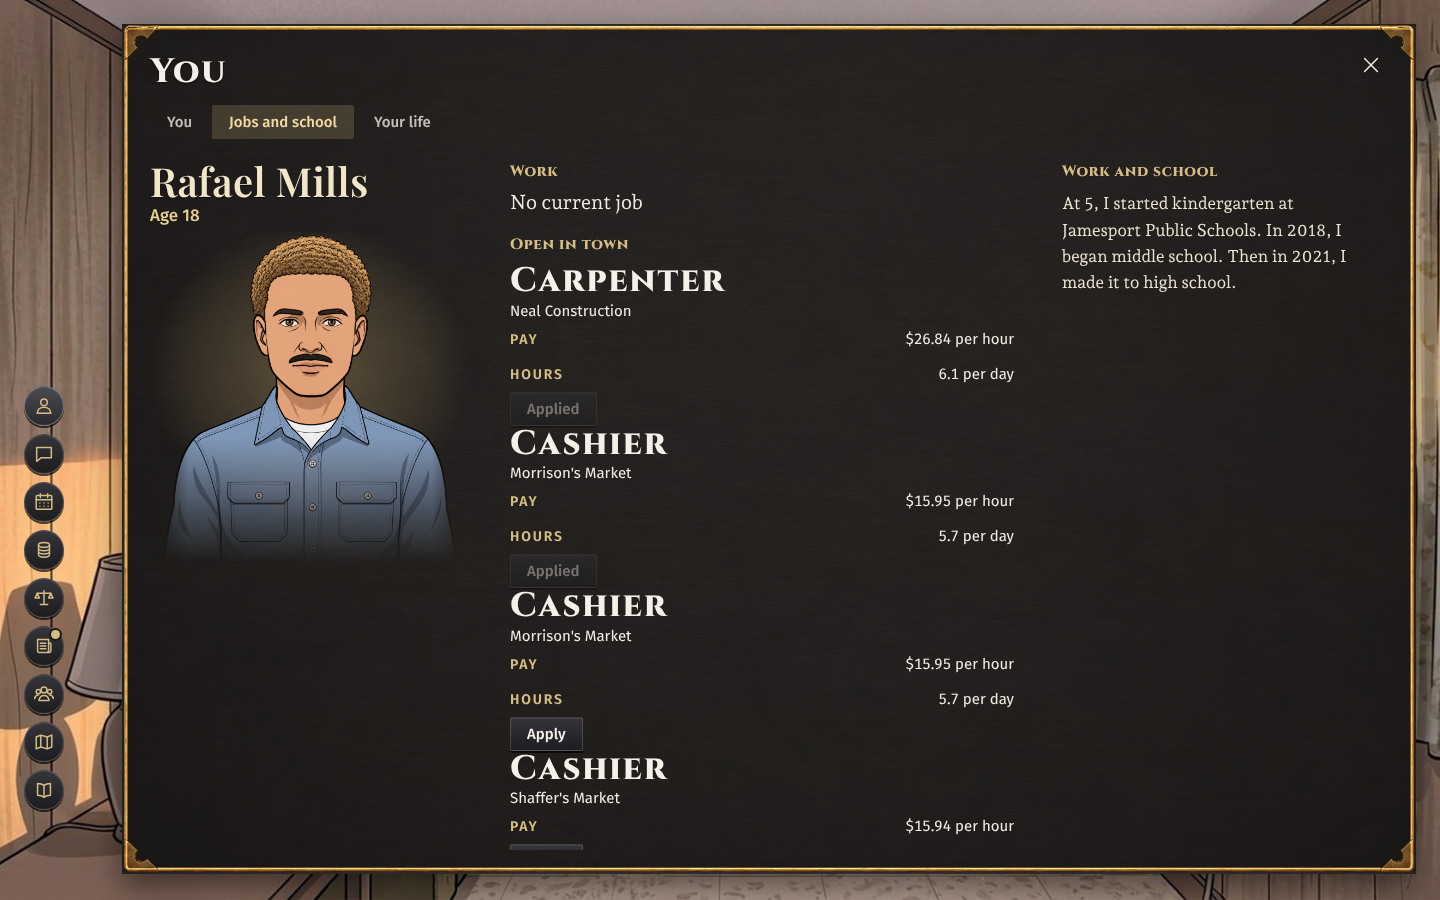 You
You
Jobs and school
Your life
Rafael Mills
Age 18
Work
No current job
Open in town
Carpenter
Neal Construction
PAY
$26.84 per hour
HOURS
6.1 per day
Applied
Cashier
Morrison's Market
PAY
$15.95 per hour
HOURS
5.7 per day
Applied
Cashier
Morrison's Market
PAY
$15.95 per hour
HOURS
5.7 per day
Apply
Cashier
Shaffer's Market
PAY
$15.94 per hour
Work and school
At 5, I started kindergarten at
Jamesport Public Schools. In 2018, I
began middle school. Then in 2021, I
made it to high school.